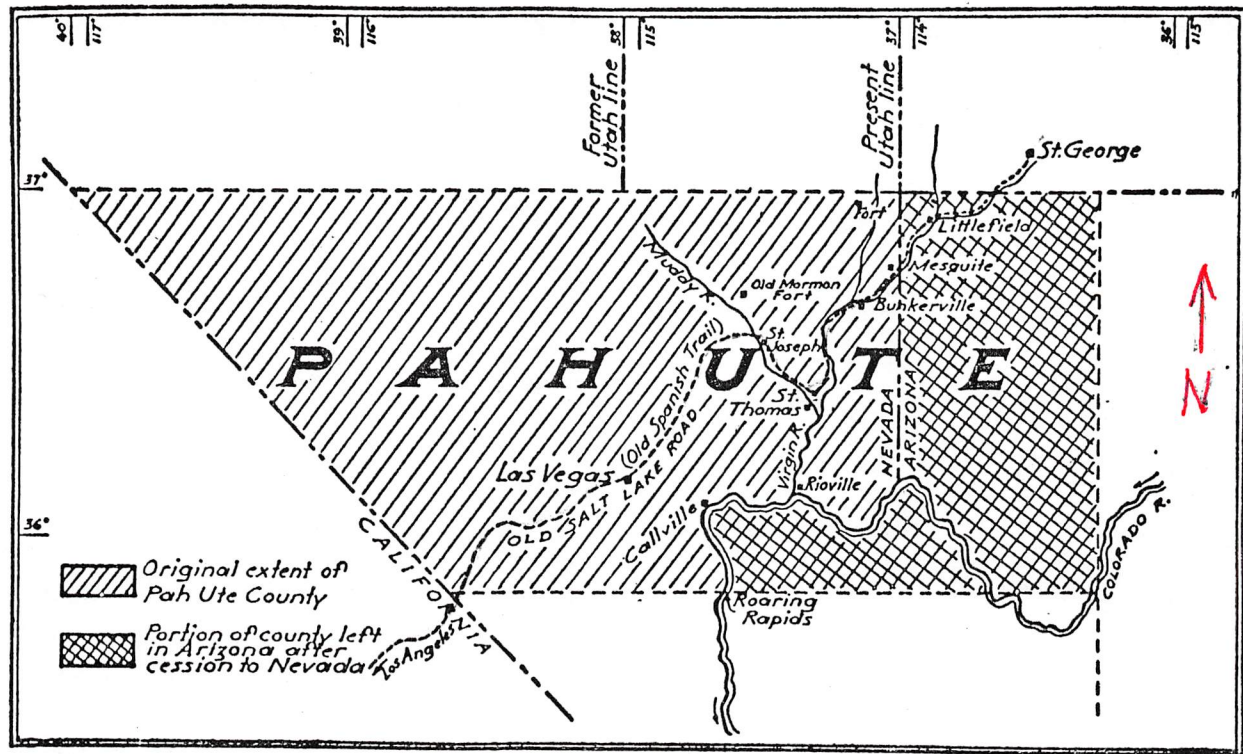 40° 117° 39° 116° 38° 115° 37° 114° 36° 115°
Former
Utah line
Present
Utah line
St. George
37°
Fort
Littlefield
Muddy R.
Mesquite
Old Mormon
Fort
Bunkerville
N
St.
Joseph
PAHUTE
St.
Thomas
(Old Spanish Trail)
OLD SALT LAKE ROAD
Las Vegas
Virgin R.
NEVADA
ARIZONA
Rioville
Callville
36°
CALIFORNIA
COLORADO R.
Original extent of
Pah Ute County
Roaring
Rapids
Portion of county left
in Arizona after
cession to Nevada
Los Angeles